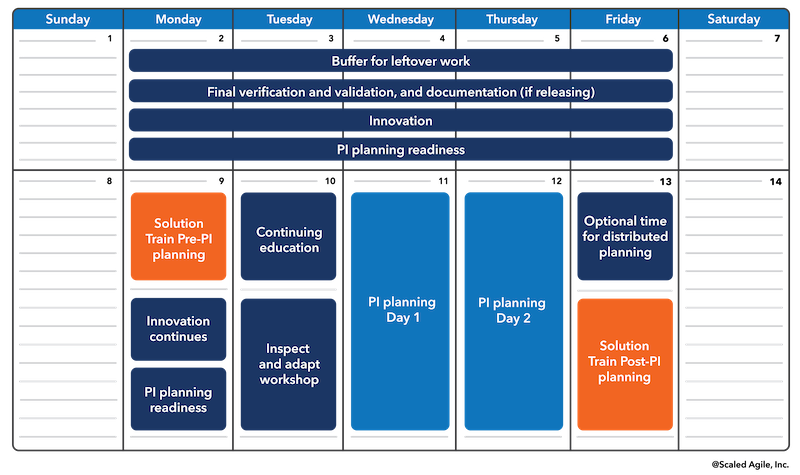 Sunday Monday Tuesday Wednesday Thursday Friday Saturday
1 2 3 4 5 6 7
Buffer for leftover work
Final verification and validation, and documentation (if releasing)
Innovation
PI planning readiness
8 9 10 11 12 13 14
Solution
Train Pre-PI
planning
Innovation
continues
PI planning
readiness
Continuing
education
Inspect
and adapt
workshop
PI planning
Day 1
PI planning
Day 2
Optional time
for distributed
planning
Solution
Train Post-PI
planning
@Scaled Agile, Inc.